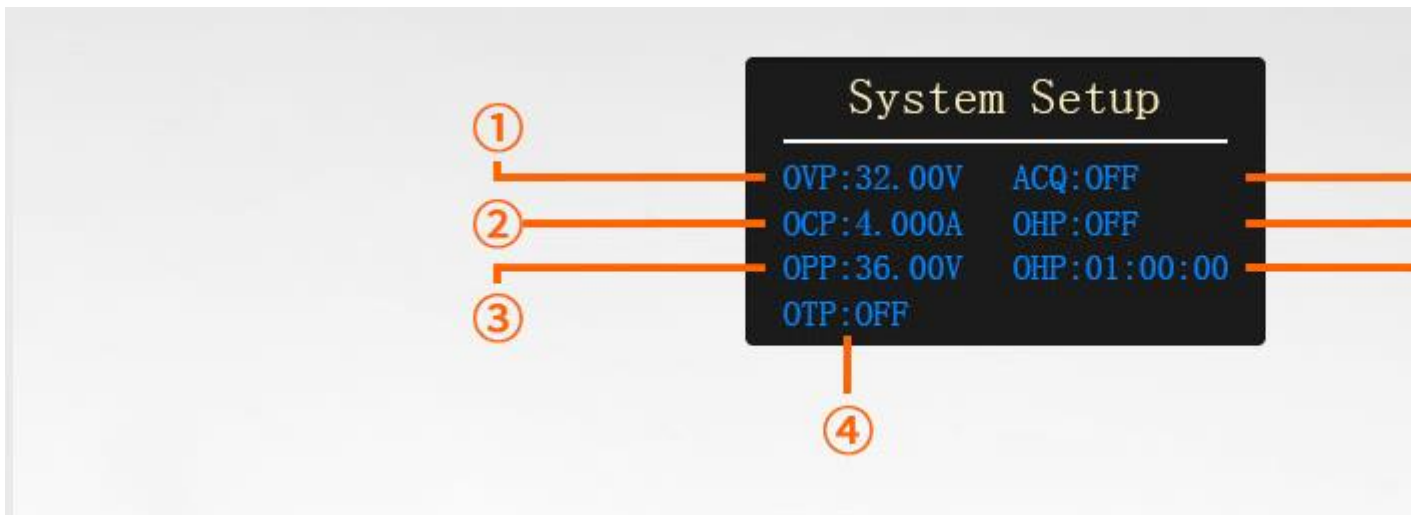 System Setup
①
OVP:32.00V ACQ:OFF
②
OCP:4.000A OHP:OFF
OPP:36.00V OHP:01:00:00
③
OTP:OFF
④